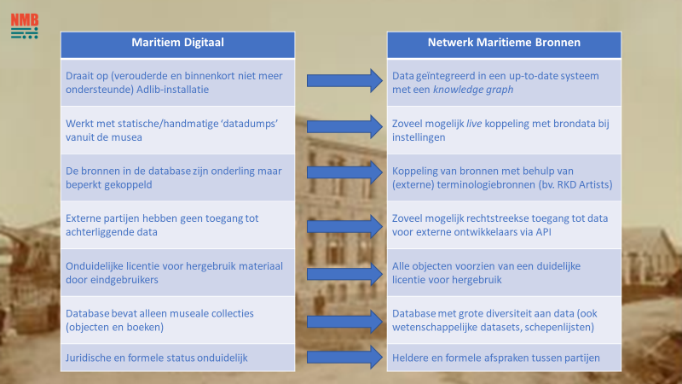 NMB
Maritiem Digitaal
Netwerk Maritieme Bronnen
Draait op (verouderde en binnenkort niet meer
ondersteunde) Adlib-installatie
Data geïntegreerd in een up-to-date systeem
met een knowledge graph
Werkt met statische/handmatige ‘datadumps’
vanuit de musea
Zoveel mogelijk live koppeling met brondata bij
instellingen
De bronnen in de database zijn onderling maar
beperkt gekoppeld
Koppeling van bronnen met behulp van
(externe) terminologiebronnen (bv. RKD Artists)
Externe partijen hebben geen toegang tot
achterliggende data
Zoveel mogelijk rechtstreekse toegang tot data
voor externe ontwikkelaars via API
Onduidelijke licentie voor hergebruik materiaal
door eindgebruikers
Alle objecten voorzien van een duidelijke
licentie voor hergebruik
Database bevat alleen museale collecties
(objecten en boeken)
Database met grote diversiteit aan data (ook
wetenschappelijke datasets, schepenlijsten)
Juridische en formele status onduidelijk
Heldere en formele afspraken tussen partijen